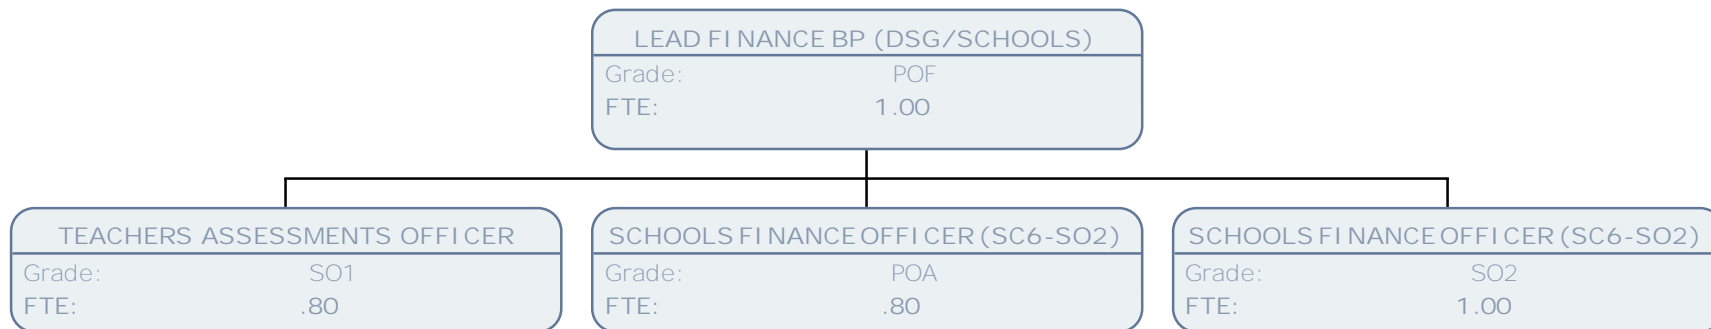 LEAD FINANCE BP (DSG/SCHOOLS)
Grade: POF
FTE: 1.00
TEACHERS ASSESSMENTS OFFICER
Grade: SO1
FTE: .80
SCHOOLS FINANCE OFFICER (SC6-SO2)
Grade: POA
FTE: .80
SCHOOLS FINANCE OFFICER (SC6-SO2)
Grade: SO2
FTE: 1.00